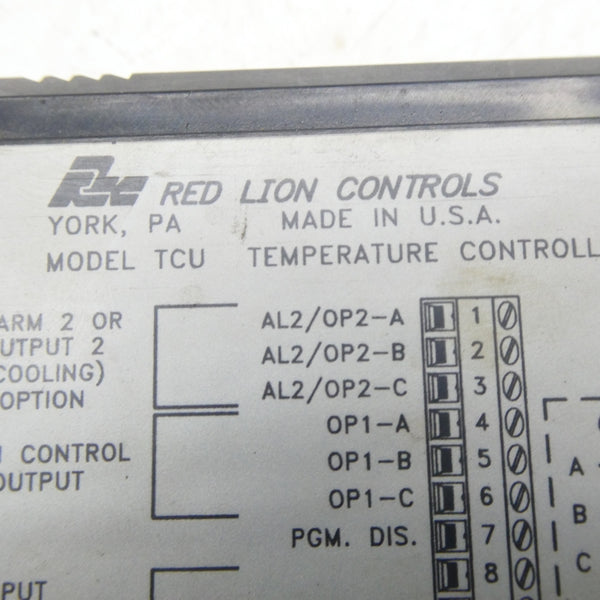 RLC RED LION CONTROLS
YORK, PA MADE IN U.S.A.
MODEL TCU TEMPERATURE CONTROLL
ARM 2 OR
UTPUT 2
COOLING)
OPTION
AL2/OP2-A 1
AL2/OP2-B 2
AL2/OP2-C 3
CONTROL
OUTPUT
OP1-A 4
OP1-B 5
OP1-C 6
PGM. DIS. 7
8
PUT
A
B
C